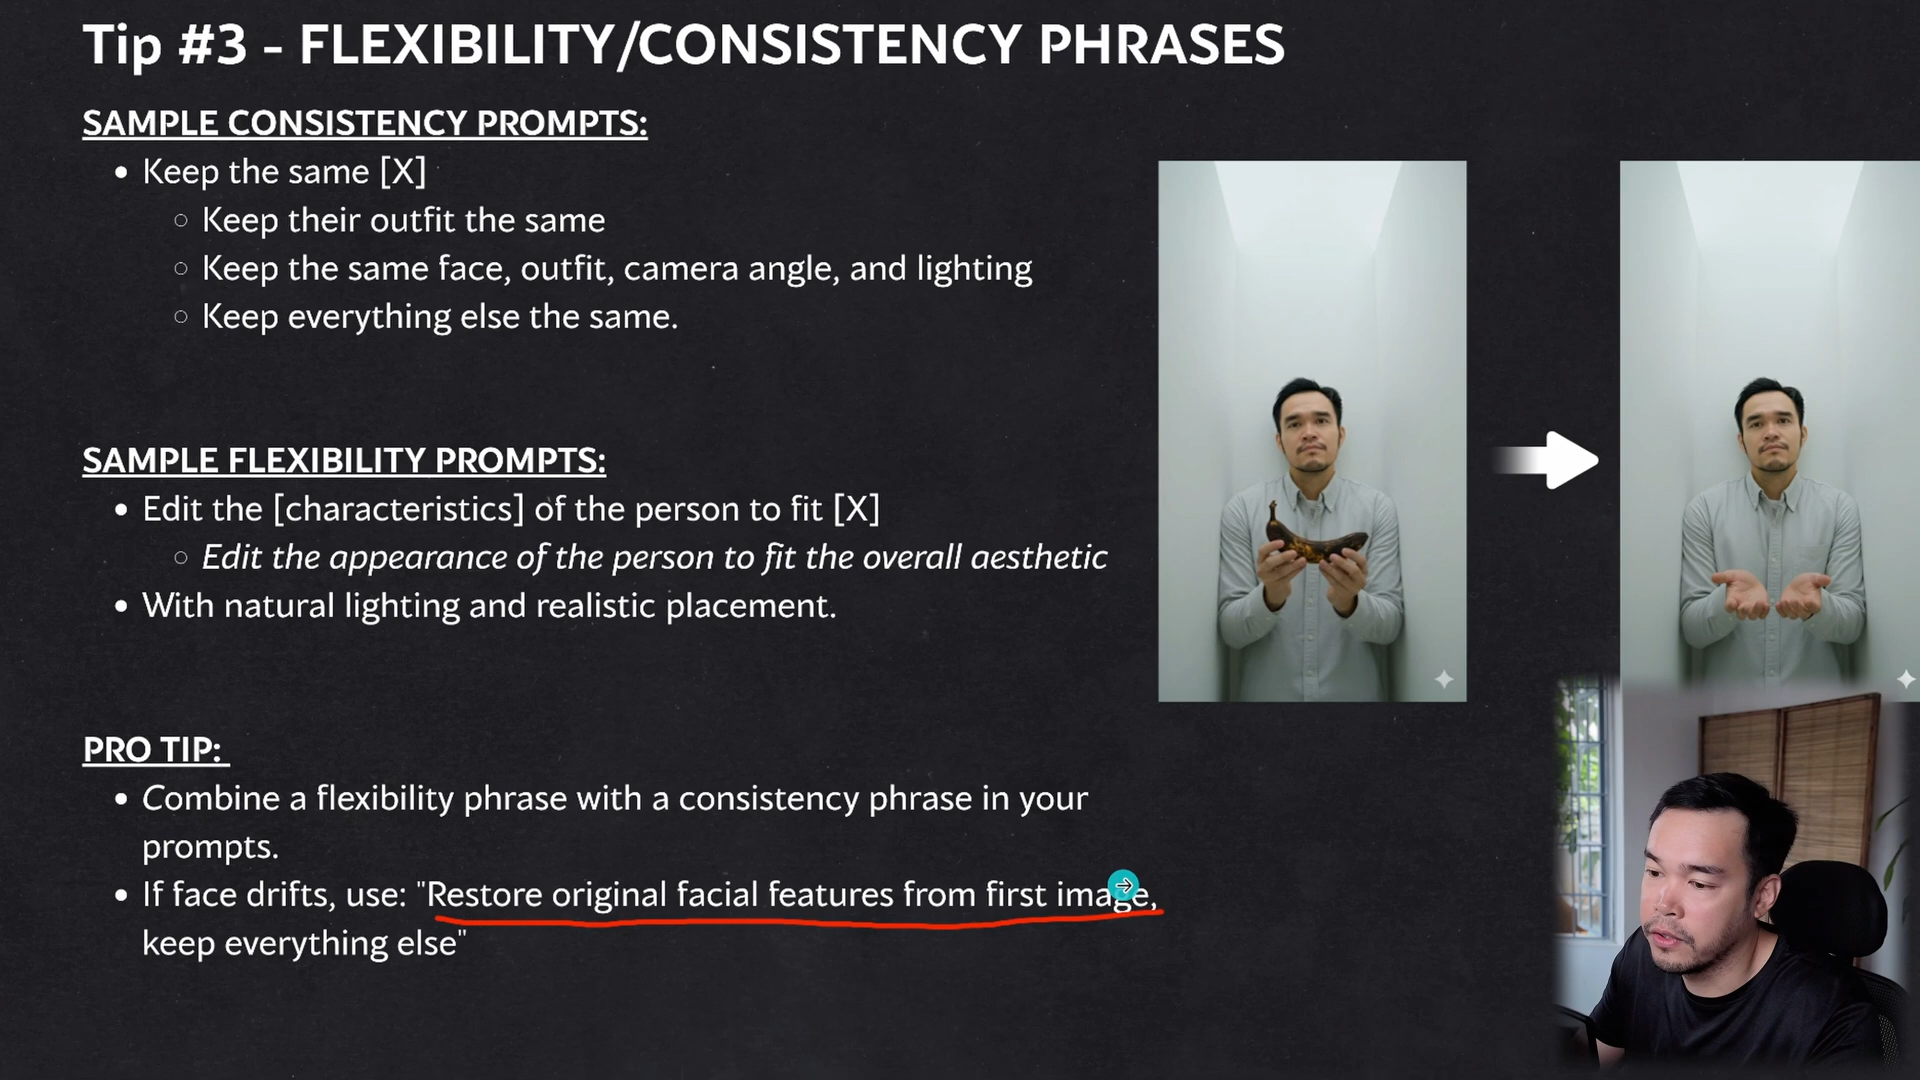 Tip #3 - FLEXIBILITY/CONSISTENCY PHRASES
SAMPLE CONSISTENCY PROMPTS:
• Keep the same [X]
○ Keep their outfit the same
○ Keep the same face, outfit, camera angle, and lighting
○ Keep everything else the same.
SAMPLE FLEXIBILITY PROMPTS:
• Edit the [characteristics] of the person to fit [X]
○ Edit the appearance of the person to fit the overall aesthetic
• With natural lighting and realistic placement.
PRO TIP:
• Combine a flexibility phrase with a consistency phrase in your
prompts.
• If face drifts, use: "Restore original facial features from first image,
keep everything else"